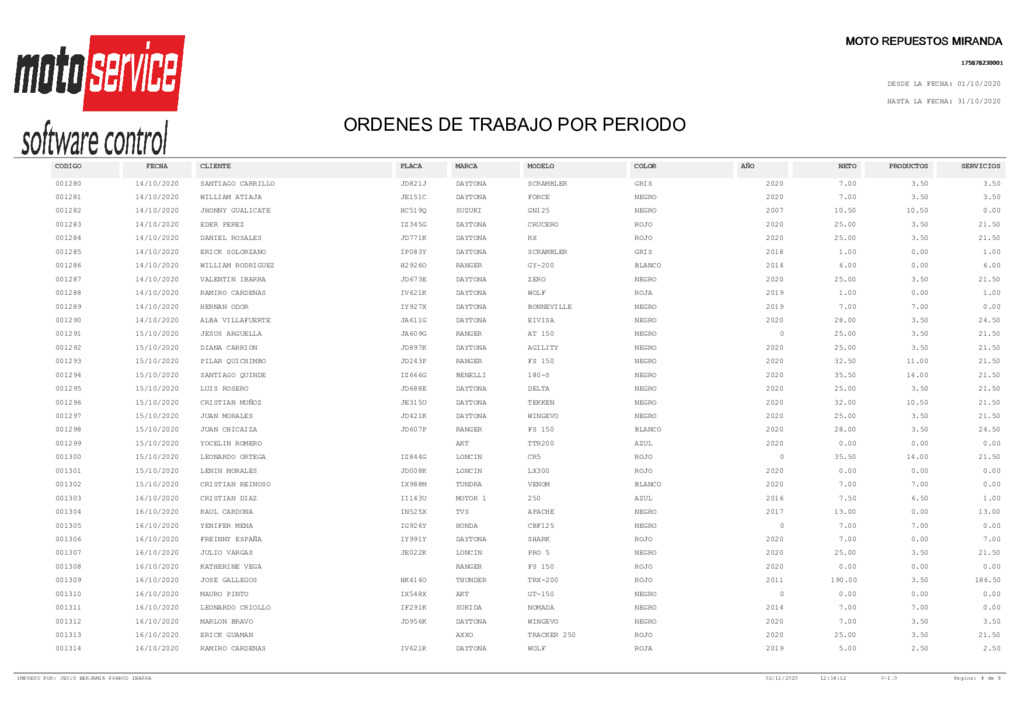 motoservice
software control
MOTO REPUESTOS MIRANDA
175878230001
DESDE LA FECHA: 01/10/2020
HASTA LA FECHA: 31/10/2020
ORDENES DE TRABAJO POR PERIODO
CODIGO FECHA CLIENTE PLACA MARCA MODELO COLOR AÑO NETO PRODUCTOS SERVICIOS
001280 14/10/2020 SANTIAGO CARRILLO JD821J DAYTONA SCRAMBLER GRIS 2020 7.00 3.50 3.50
001281 14/10/2020 WILLIAM ATIAJA JE151C DAYTONA FORCE NEGRO 2020 7.00 3.50 3.50
001282 14/10/2020 JHONNY GUALICATE HC519Q SUZUKI GN125 NEGRO 2007 10.50 10.50 0.00
001283 14/10/2020 EDER PEREZ IZ345G DAYTONA CRUCERO ROJO 2020 25.00 3.50 21.50
001284 14/10/2020 DANIEL ROSALES JD771K DAYTONA RX ROJO 2020 25.00 3.50 21.50
001285 14/10/2020 ERICK SOLORZANO IP083Y DAYTONA SCRAMBLER GRIS 2018 1.00 0.00 1.00
001286 14/10/2020 WILLIAM RODRIGUEZ H2926O RANGER GY-200 BLANCO 2014 6.00 0.00 6.00
001287 14/10/2020 VALENTIN IBARRA JD673E DAYTONA ZERO NEGRO 2020 25.00 3.50 21.50
001288 14/10/2020 RAMIRO CARDENAS IV621K DAYTONA WOLF ROJA 2019 1.00 0.00 1.00
001289 14/10/2020 HERNAN ODOR IY927X DAYTONA BONNEVILLE NEGRO 2019 7.00 7.00 0.00
001290 14/10/2020 ALBA VILLAFUERTE JA611G DAYTONA EIVISA NEGRO 2020 28.00 3.50 24.50
001291 15/10/2020 JESUS ARGUELLA JA609G RANGER AT 150 NEGRO 0 25.00 3.50 21.50
001292 15/10/2020 DIANA CARRION JD897K DAYTONA AGILITY NEGRO 2020 25.00 3.50 21.50
001293 15/10/2020 PILAR QUICHIMBO JD243P RANGER FS 150 NEGRO 2020 32.50 11.00 21.50
001294 15/10/2020 SANTIAGO QUINDE IZ666G BENELLI 180-S NEGRO 2020 35.50 14.00 21.50
001295 15/10/2020 LUIS ROSERO JD688E DAYTONA DELTA NEGRO 2020 25.00 3.50 21.50
001296 15/10/2020 CRISTIAN MUÑOZ JE315U DAYTONA TEKKEN NEGRO 2020 32.00 10.50 21.50
001297 15/10/2020 JUAN MORALES JD421K DAYTONA WINGEVO NEGRO 2020 25.00 3.50 21.50
001298 15/10/2020 JUAN CHICAIZA JD607P RANGER FS 150 BLANCO 2020 28.00 3.50 24.50
001299 15/10/2020 YOCELIN ROMERO AKT TTR200 AZUL 2020 0.00 0.00 0.00
001300 15/10/2020 LEONARDO ORTEGA IZ844G LONCIN CR5 ROJO 0 35.50 14.00 21.50
001301 15/10/2020 LENIN MORALES JD008K LONCIN LX300 ROJO 2020 0.00 0.00 0.00
001302 15/10/2020 CRISTIAN REINOSO IX988M TUNDRA VENOM BLANCO 2020 7.00 7.00 0.00
001303 16/10/2020 CRISTIAN DIAZ II143U MOTOR 1 250 AZUL 2016 7.50 6.50 1.00
001304 16/10/2020 RAUL CARDONA IN525X TVS APACHE NEGRO 2017 13.00 0.00 13.00
001305 16/10/2020 YENIFER MENA IG926Y HONDA CBF125 NEGRO 0 7.00 7.00 0.00
001306 16/10/2020 FREINNY ESPAÑA IY991Y DAYTONA SHARK ROJO 2020 7.00 0.00 7.00
001307 16/10/2020 JULIO VARGAS JE022K LONCIN PRO 5 NEGRO 2020 25.00 3.50 21.50
001308 16/10/2020 KATHERINE VEGA RANGER FS 150 ROJO 2020 0.00 0.00 0.00
001309 16/10/2020 JOSE GALLEGOS HK414O THUNDER TRX-200 ROJO 2011 190.00 3.50 186.50
001310 16/10/2020 MAURO PINTO IX548X AKT GT-150 NEGRO 0 0.00 0.00 0.00
001311 16/10/2020 LEONARDO CRIOLLO IF291K SUKIDA NOMADA NEGRO 2014 7.00 7.00 0.00
001312 16/10/2020 MARLON BRAVO JD956K DAYTONA WINGEVO NEGRO 2020 7.00 3.50 3.50
001313 16/10/2020 ERICK GUAMAN AXXO TRACKER 250 ROJO 2020 25.00 3.50 21.50
001314 16/10/2020 RAMIRO CARDENAS IV621K DAYTONA WOLF ROJA 2019 5.00 2.50 2.50
IMPRESO POR: JESUS BENJAMIN FRANCO IBARRA 02/11/2020 12:54:52 V-1.0 Pagina: 4 de 8